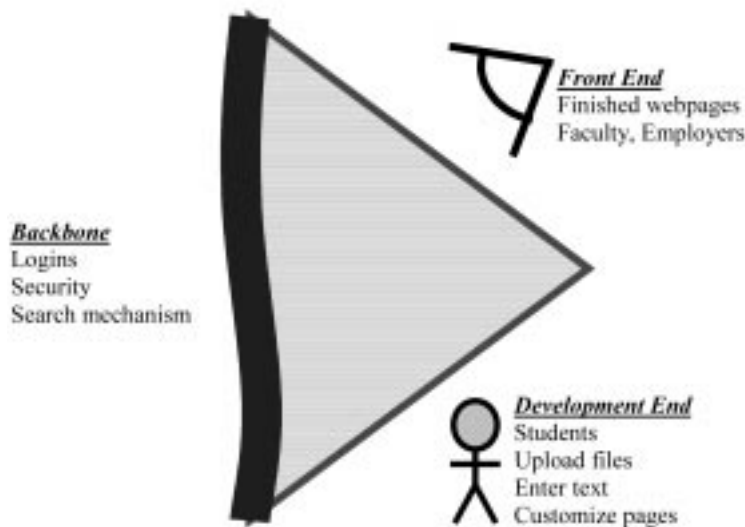 Front End
Finished webpages
Faculty, Employers
Backbone
Logins
Security
Search mechanism
Development End
Students
Upload files
Enter text
Customize pages